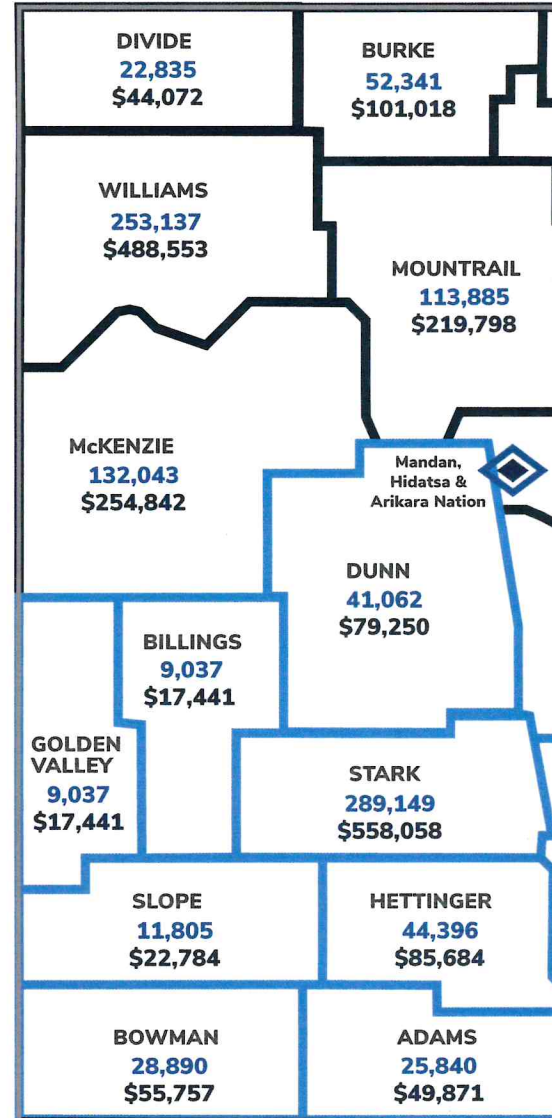 DIVIDE
22,835
$44,072
BURKE
52,341
$101,018
WILLIAMS
253,137
$488,553
MOUNTRAIL
113,885
$219,798
McKENZIE
132,043
$254,842
Mandan,
Hidatsa &
Arikara Nation
DUNN
41,062
$79,250
BILLINGS
9,037
$17,441
GOLDEN
VALLEY
9,037
$17,441
STARK
289,149
$558,058
SLOPE
11,805
$22,784
HETTINGER
44,396
$85,684
BOWMAN
28,890
$55,757
ADAMS
25,840
$49,871